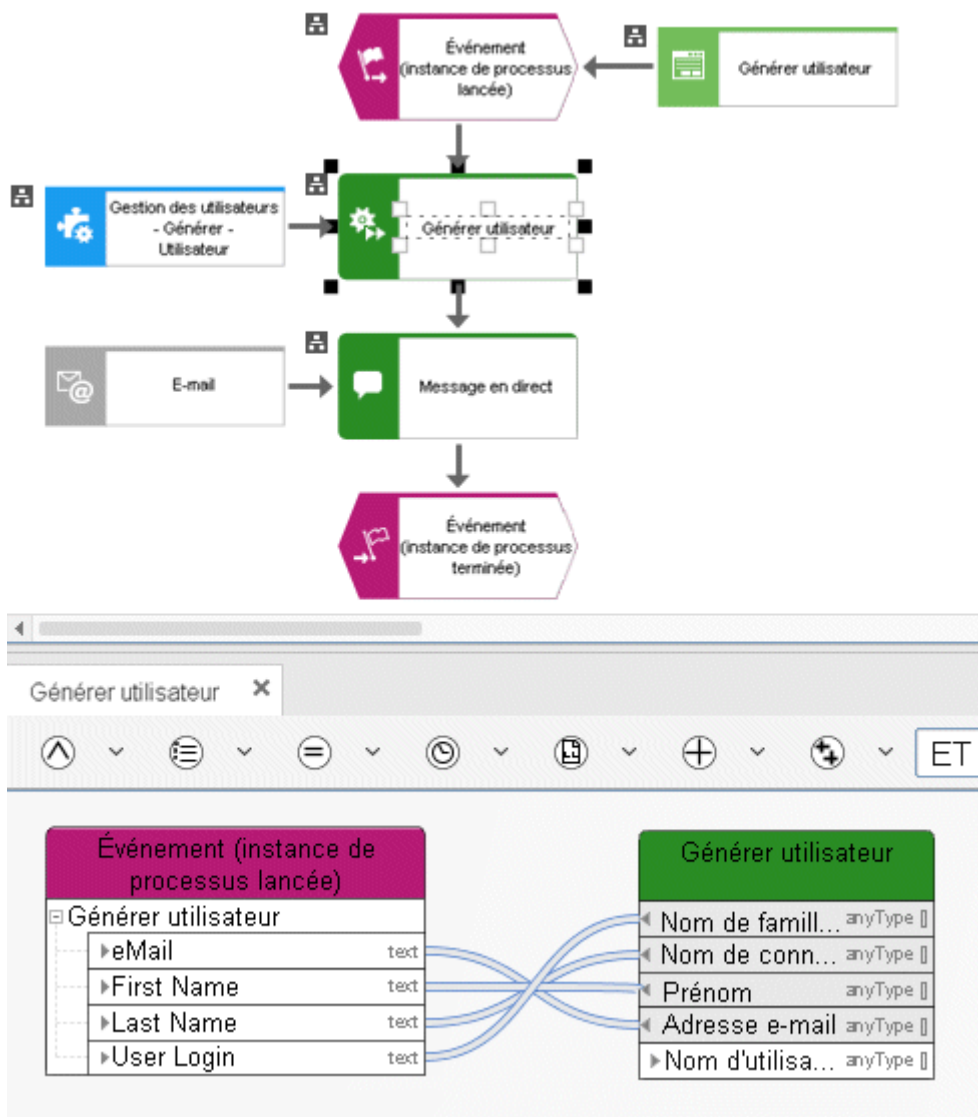 Événement
(instance de processus
lancée)
Générer utilisateur
Gestion des utilisateurs
- Générer -
Utilisateur
Générer utilisateur
E-mail
Message en direct
Événement
(instance de processus
terminée)
Générer utilisateur
ET
Événement (instance de
processus lancée)
Générer utilisateur
Générer utilisateur
Nom de famill... anyType []
eMail text
Nom de conn... anyType []
First Name text
Prénom anyType []
Last Name text
Adresse e-mail anyType []
User Login text
Nom d'utilisa... anyType []